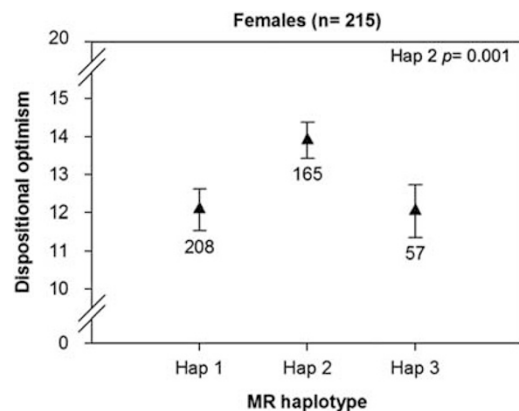 Females (n= 215)
Hap 2 p= 0.001
Dispositional optimism
20
15
14
13
12
11
10
0
208
165
57
Hap 1 Hap 2 Hap 3
MR haplotype